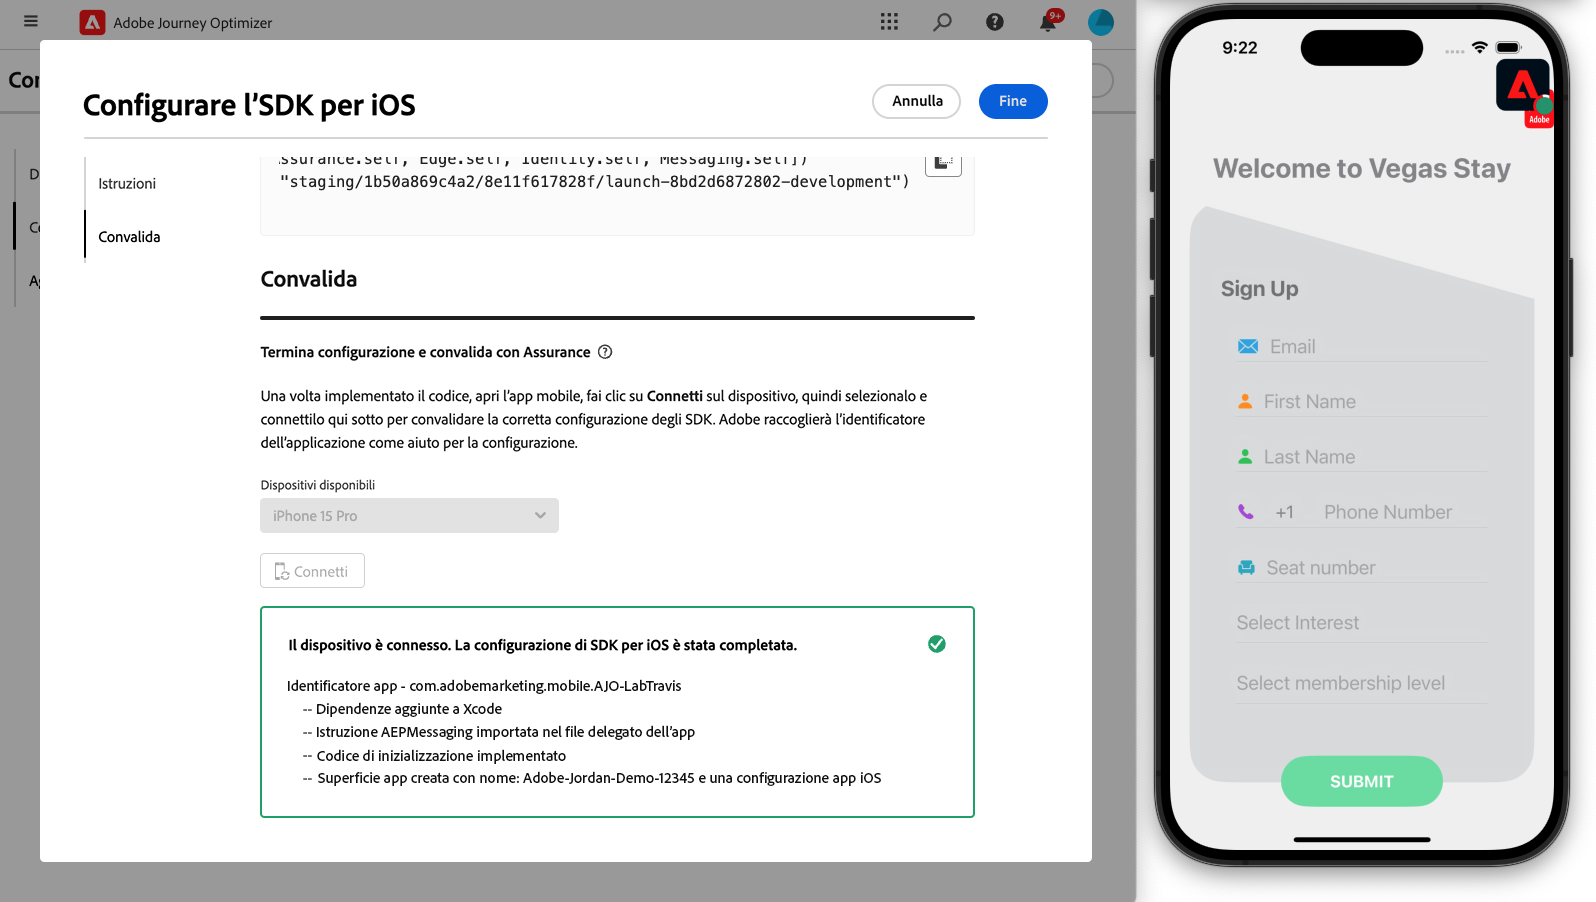 Adobe Journey Optimizer
9+
Con
Configurare l’SDK per iOS
Annulla
Fine
Istruzioni
Convalida
D
Co
Ag
Assurance.self, Edge.self, Identity.self, Messaging.self])
"staging/1b50a869c4a2/8e11f617828f/launch-8bd2d6872802-development")
Convalida
Termina configurazione e convalida con Assurance
Una volta implementato il codice, apri l’app mobile, fai clic su Connetti sul dispositivo, quindi selezionalo e
connettilo qui sotto per convalidare la corretta configurazione degli SDK. Adobe raccoglierà l’identificatore
dell’applicazione come aiuto per la configurazione.
Dispositivi disponibili
iPhone 15 Pro
Connetti
Il dispositivo è connesso. La configurazione di SDK per iOS è stata completata.
Identificatore app - com.adobemarketing.mobile.AJO-LabTravis
-- Dipendenze aggiunte a Xcode
-- Istruzione AEPMessaging importata nel file delegato dell’app
-- Codice di inizializzazione implementato
-- Superficie app creata con nome: Adobe-Jordan-Demo-12345 e una configurazione app iOS
9:22
Adobe
Welcome to Vegas Stay
Sign Up
Email
First Name
Last Name
+1 Phone Number
Seat number
Select Interest
Select membership level
SUBMIT